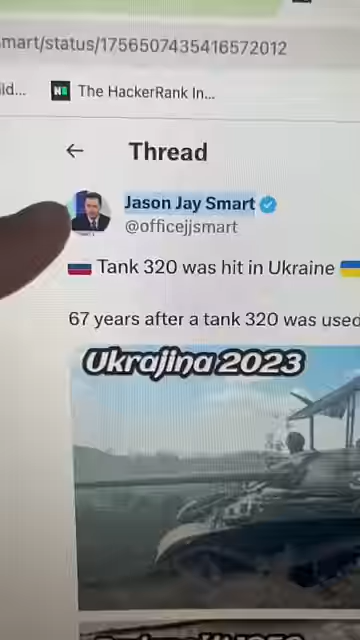 mart/status/1756507435416572012
ild...
The HackerRank In...
Thread
Jason Jay Smart
@officejjsmart
Tank 320 was hit in Ukraine
67 years after a tank 320 was used
Ukrajina 2023